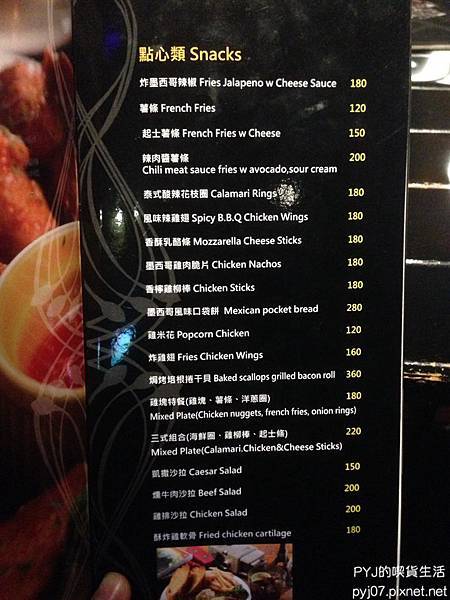 點心類 Snacks
炸墨西哥辣椒 Fries Jalapeno w Cheese Sauce 180
薯條 French Fries 120
起士薯條 French Fries w Cheese 150
辣肉醬薯條 200
Chili meat sauce fries w avocado,sour cream
泰式酸辣花枝圈 Calamari Rings 180
風味辣雞翅 Spicy B.B.Q Chicken Wings 180
香酥乳酪條 Mozzarella Cheese Sticks 180
墨西哥雞肉脆片 Chicken Nachos 180
香檸雞柳棒 Chicken Sticks 180
墨西哥風味口袋餅 Mexican pocket bread 280
雞米花 Popcorn Chicken 120
炸雞翅 Fries Chicken Wings 160
焗烤培根捲干貝 Baked scallops grilled bacon roll 360
雞塊特餐(雞塊、薯條、洋蔥圈) 180
Mixed Plate(Chicken nuggets, french fries, onion rings)
三式組合(海鮮圈、雞柳棒、起士條) 220
Mixed Plate(Calamari.Chicken&Cheese Sticks)
凱撒沙拉 Caesar Salad 150
燻牛肉沙拉 Beef Salad 200
雞排沙拉 Chicken Salad 200
酥炸雞軟骨 Fried chicken cartilage 180
PYJ的喫貨生活
pyj07.pixnet.net